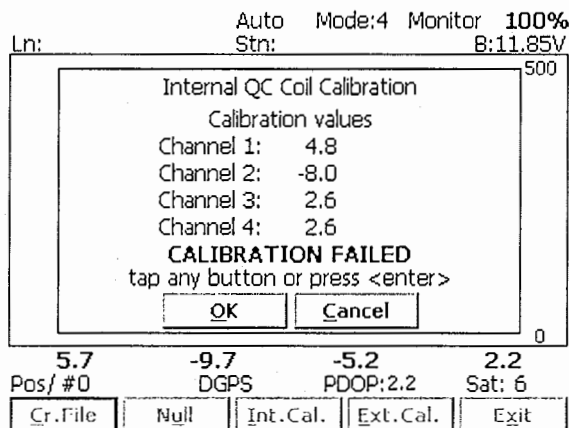 Auto Mode:4 Monitor 100%
Ln: Stn: B:11.85V
500
Internal QC Coil Calibration
Calibration values
Channel 1: 4.8
Channel 2: -8.0
Channel 3: 2.6
Channel 4: 2.6
CALIBRATION FAILED
tap any button or press <enter>
OK Cancel
0
5.7 -9.7 -5.2 2.2
Pos/ #0 DGPS PDOP:2.2 Sat: 6
Cr.File Null Int.Cal. Ext.Cal. Exit